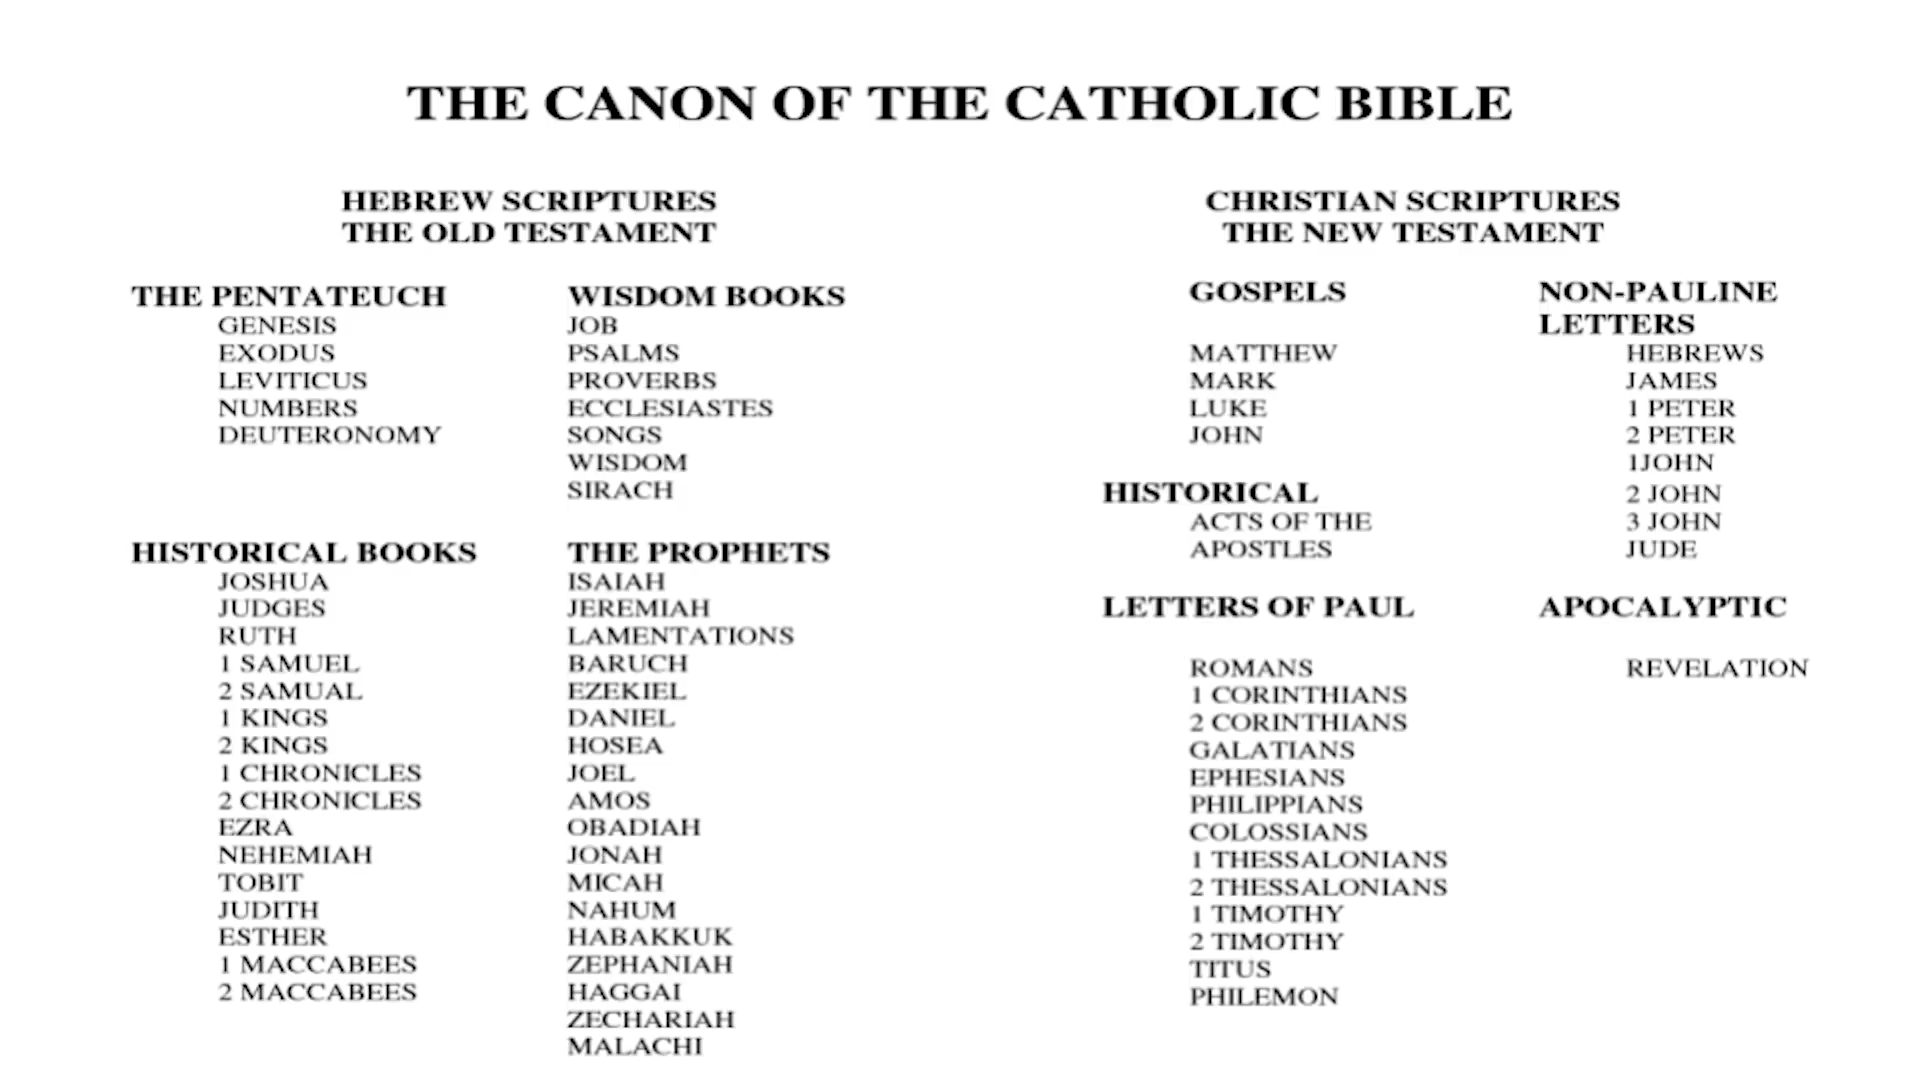 THE CANON OF THE CATHOLIC BIBLE
HEBREW SCRIPTURES
THE OLD TESTAMENT
THE PENTATEUCH
GENESIS
EXODUS
LEVITICUS
NUMBERS
DEUTERONOMY
HISTORICAL BOOKS
JOSHUA
JUDGES
RUTH
1 SAMUEL
2 SAMUAL
1 KINGS
2 KINGS
1 CHRONICLES
2 CHRONICLES
EZRA
NEHEMIAH
TOBIT
JUDITH
ESTHER
1 MACCABEES
2 MACCABEES
WISDOM BOOKS
JOB
PSALMS
PROVERBS
ECCLESIASTES
SONGS
WISDOM
SIRACH
THE PROPHETS
ISAIAH
JEREMIAH
LAMENTATIONS
BARUCH
EZEKIEL
DANIEL
HOSEA
JOEL
AMOS
OBADIAH
JONAH
MICAH
NAHUM
HABAKKUK
ZEPHANIAH
HAGGAI
ZECHARIAH
MALACHI
CHRISTIAN SCRIPTURES
THE NEW TESTAMENT
GOSPELS
MATTHEW
MARK
LUKE
JOHN
HISTORICAL
ACTS OF THE
APOSTLES
LETTERS OF PAUL
ROMANS
1 CORINTHIANS
2 CORINTHIANS
GALATIANS
EPHESIANS
PHILIPPIANS
COLOSSIANS
1 THESSALONIANS
2 THESSALONIANS
1 TIMOTHY
2 TIMOTHY
TITUS
PHILEMON
NON-PAULINE
LETTERS
HEBREWS
JAMES
1 PETER
2 PETER
1JOHN
2 JOHN
3 JOHN
JUDE
APOCALYPTIC
REVELATION